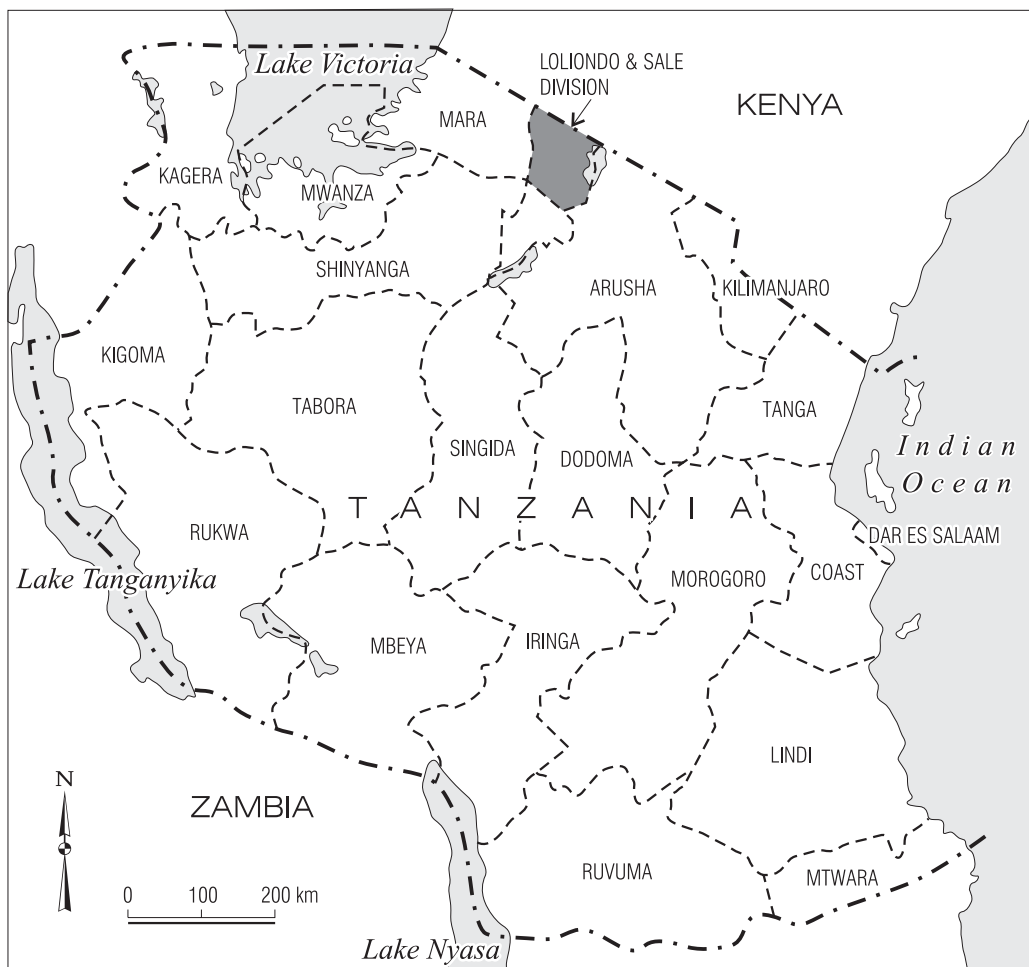 Lake Victoria
LOLIONDO & SALE
DIVISION
KENYA
MARA
KAGERA
MWANZA
SHINYANGA
ARUSHA
KILIMANJARO
KIGOMA
TABORA
TANGA
SINGIDA
DODOMA
Indian
Ocean
TANZANIA
RUKWA
DAR ES SALAAM
Lake Tanganyika
MOROGORO
COAST
MBEYA
IRINGA
LINDI
N
ZAMBIA
RUVUMA
MTWARA
0 100 200 km
Lake Nyasa